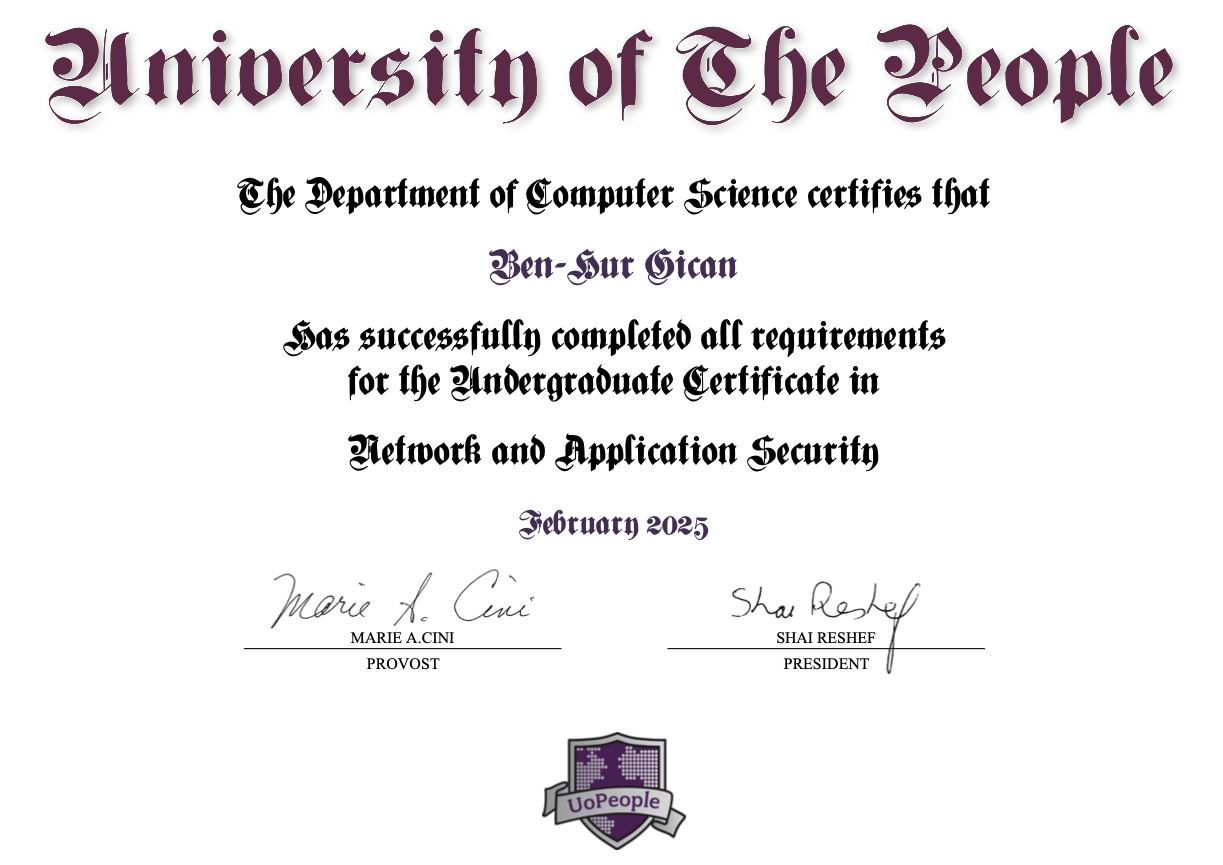 University of The People
The Department of Computer Science certifies that
Ben-Hur Gican
Has successfully completed all requirements
for the Undergraduate Certificate in
Network and Application Security
February 2025
Marie A. Cini
Shai Reshef
MARIE A.CINI
SHAI RESHEF
PROVOST
PRESIDENT
UoPeople